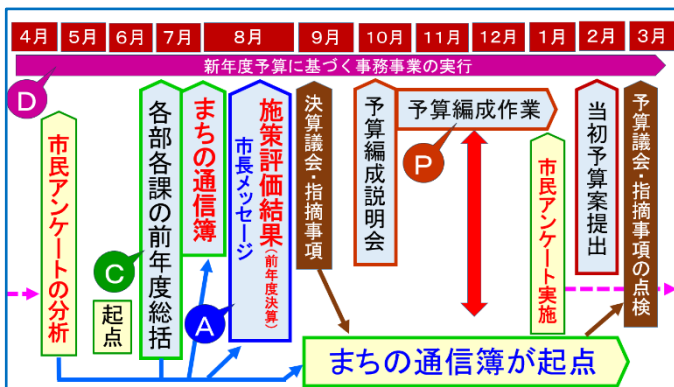 4月 5月 6月 7月 8月 9月 10月 11月 12月 1月 2月 3月
新年度予算に基づく事務事業の実行
D
市民アンケートの分析
起点
C
各部各課の前年度総括
まちの通信簿
施策評価結果(前年度決算)
市長メッセージ
A
決算議会・指摘事項
予算編成説明会
予算編成作業
P
市民アンケート実施
当初予算案提出
予算議会・指摘事項の点検
まちの通信簿が起点